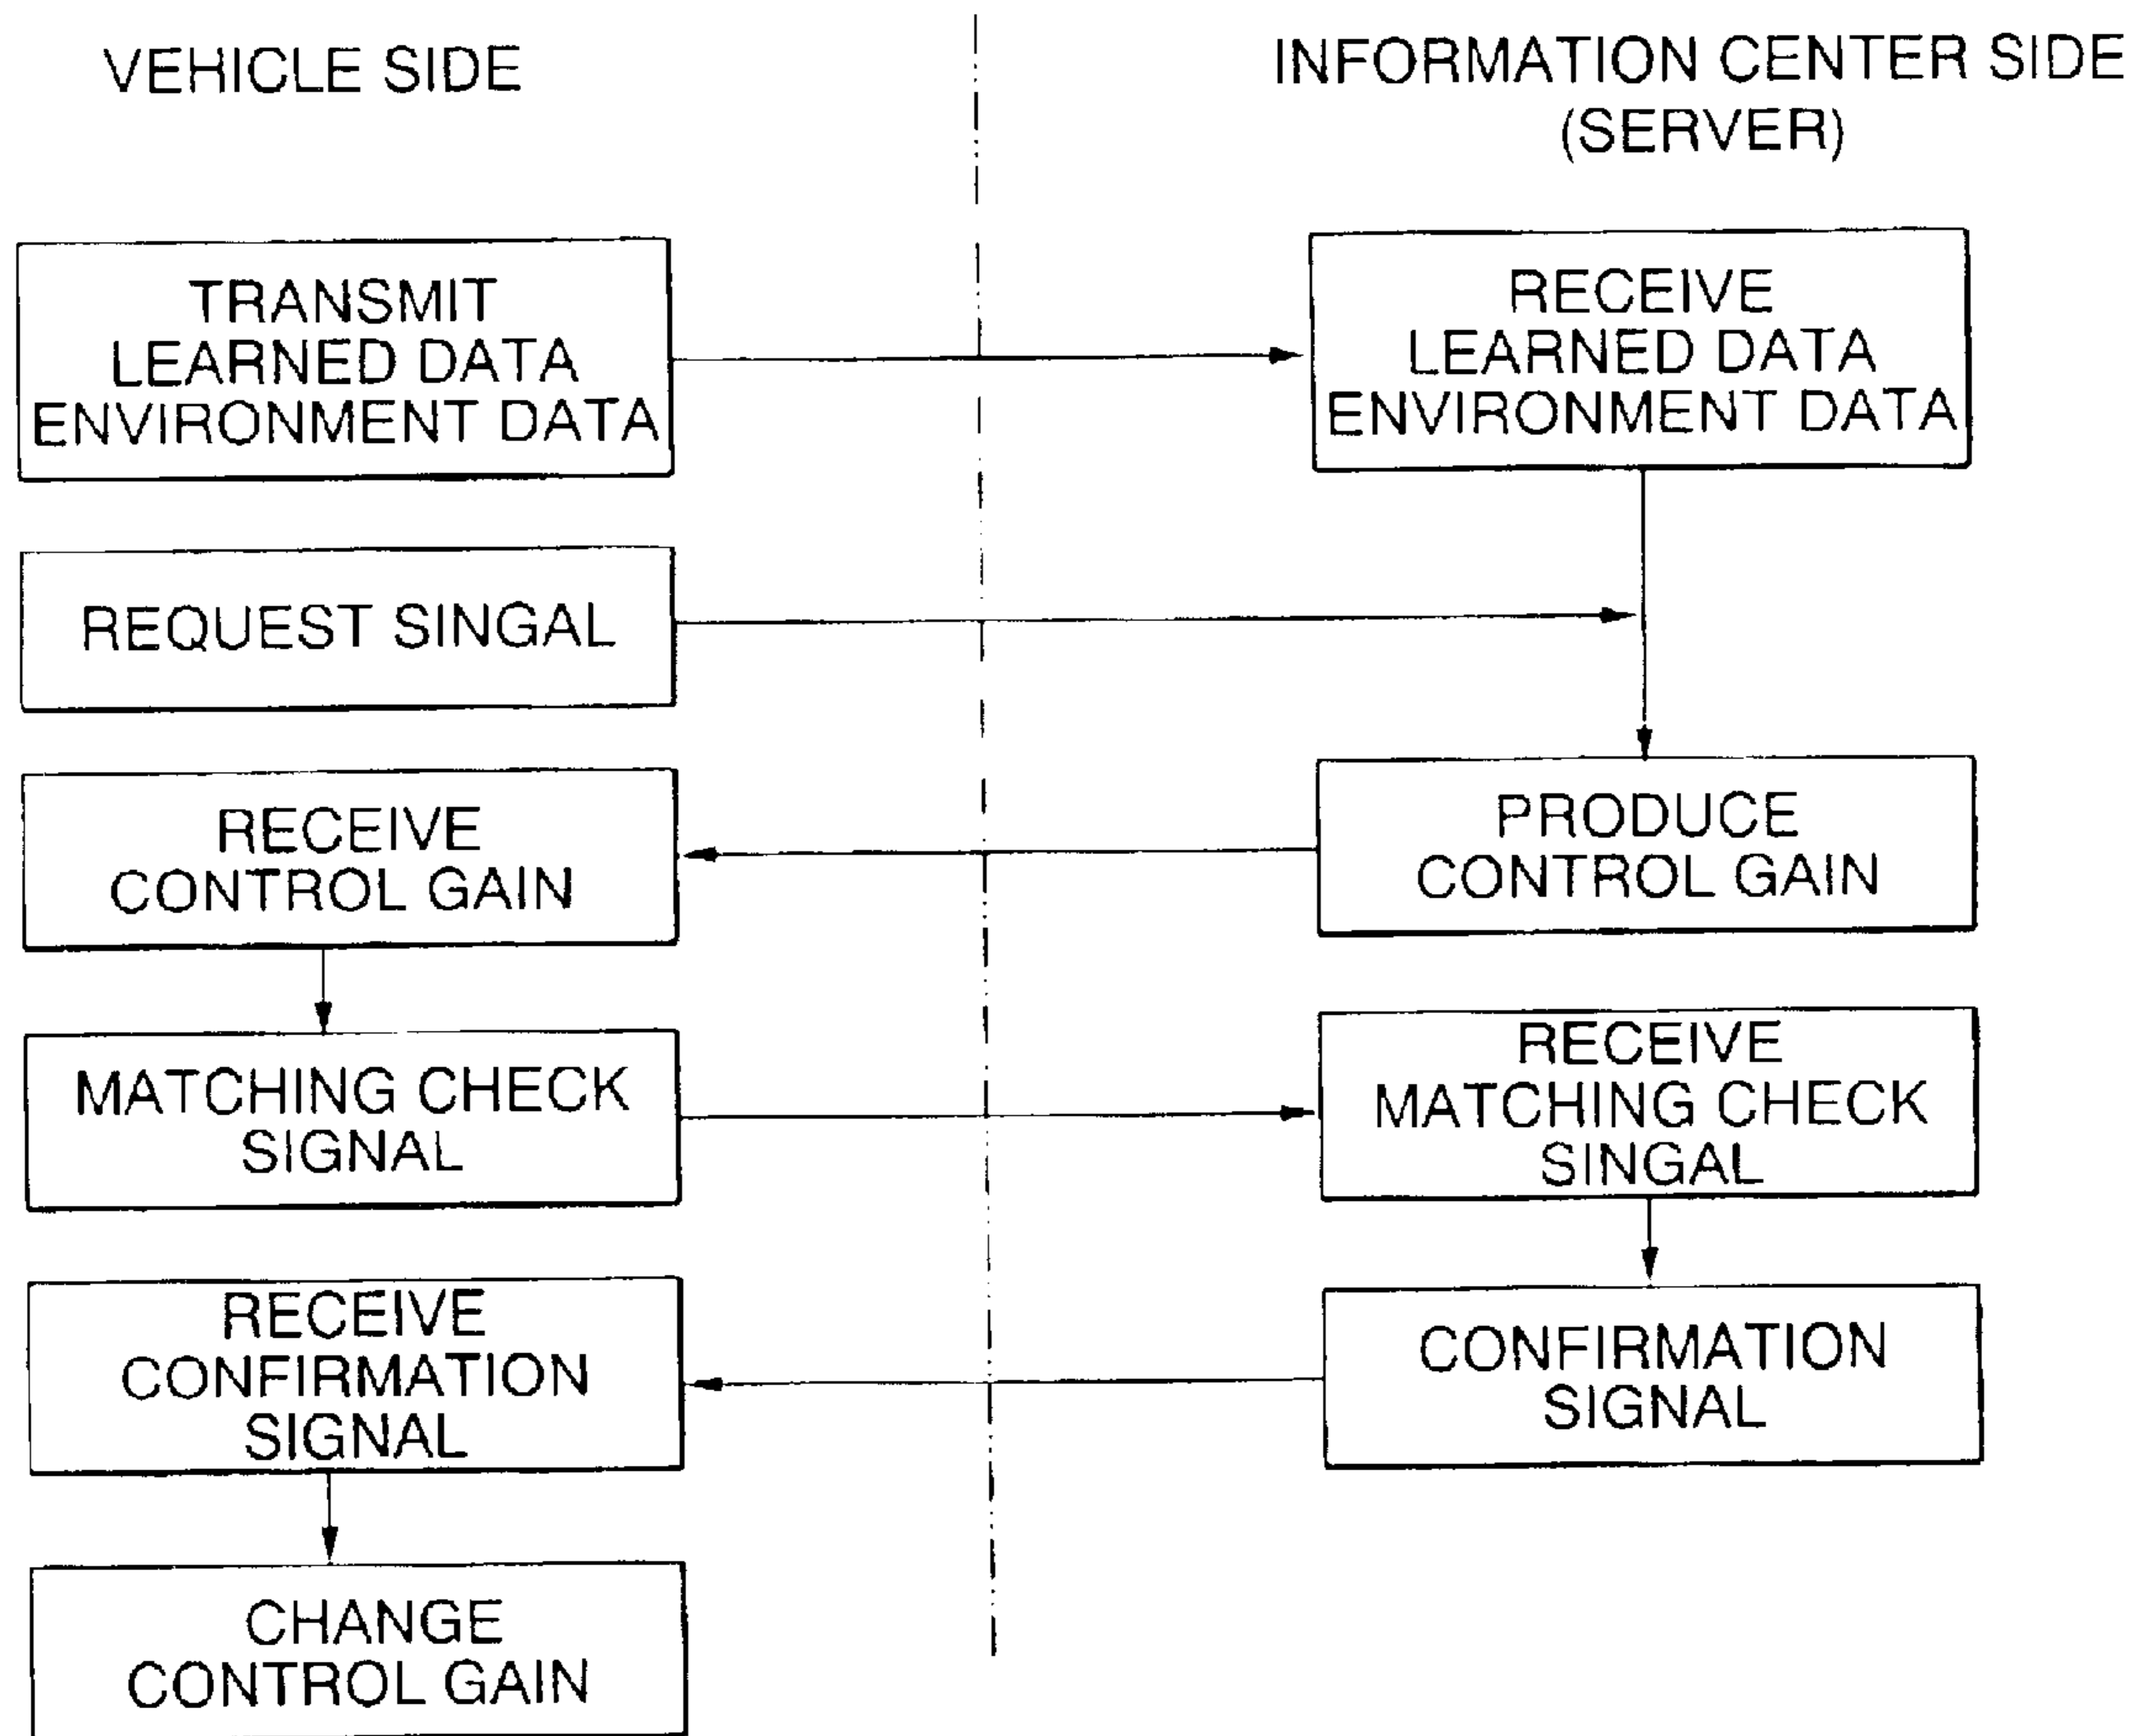 VEHICLE SIDE
INFORMATION CENTER SIDE
(SERVER)
TRANSMIT
LEARNED DATA
ENVIRONMENT DATA
RECEIVE
LEARNED DATA
ENVIRONMENT DATA
REQUEST SINGAL
RECEIVE
CONTROL GAIN
PRODUCE
CONTROL GAIN
MATCHING CHECK
SIGNAL
RECEIVE
MATCHING CHECK
SINGAL
RECEIVE
CONFIRMATION
SIGNAL
CONFIRMATION
SIGNAL
CHANGE
CONTROL GAIN